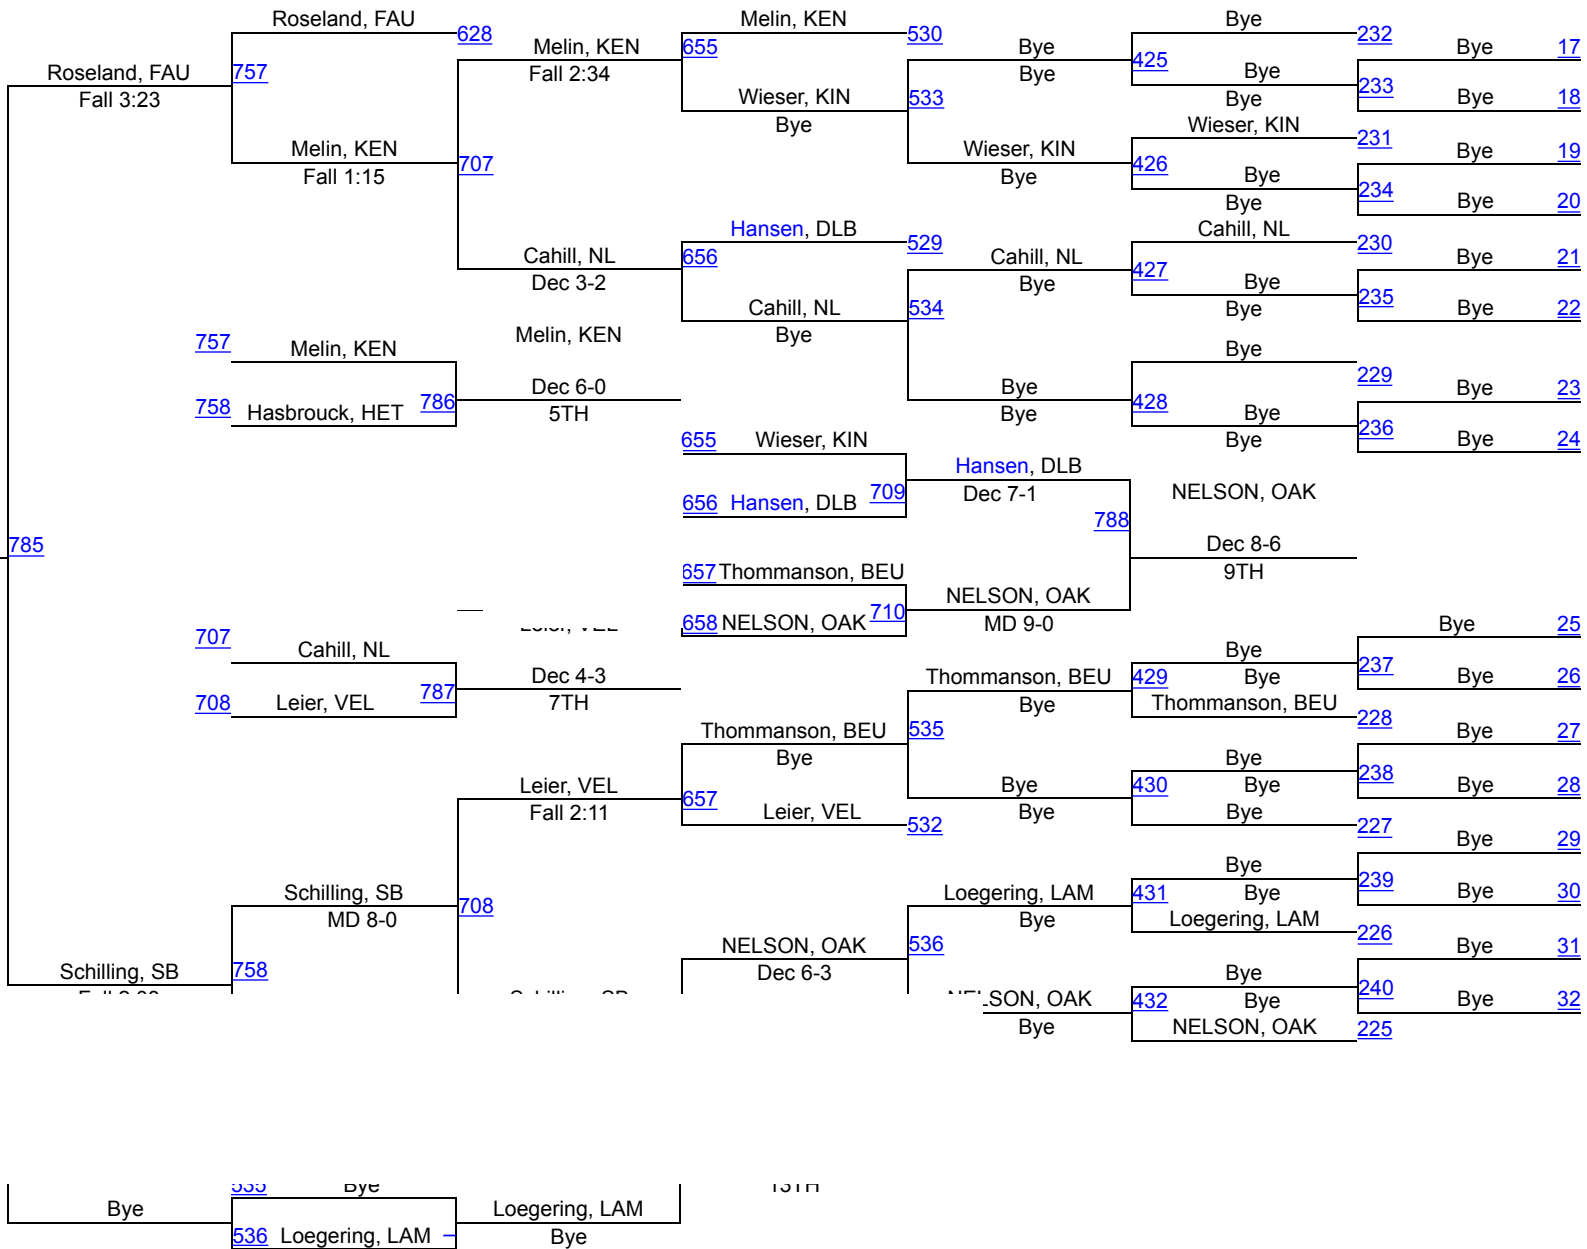 Roseland, FAU
628
Melin, KEN
530
Bye
232
Bye
17
Roseland, FAU
Fall 3:23
757
Melin, KEN
Fall 2:34
655
Bye
Bye
425
Bye
Bye
233
Bye
18
Wieser, KIN
Bye
533
Wieser, KIN
231
Bye
19
Melin, KEN
Fall 1:15
707
Wieser, KIN
Bye
426
Bye
Bye
234
Bye
20
Hansen, DLB
529
Cahill, NL
230
Bye
21
Cahill, NL
Dec 3-2
656
Cahill, NL
Bye
427
Bye
Bye
235
Bye
22
Cahill, NL
Bye
534
757
Melin, KEN
Melin, KEN
Bye
229
Bye
23
758
Hasbrouck, HET
786
Dec 6-0
5TH
Bye
Bye
428
Bye
Bye
236
Bye
24
655
Wieser, KIN
Hansen, DLB
Dec 7-1
656
Hansen, DLB
709
788
NELSON, OAK
Dec 8-6
9TH
785
657
Thommanson, BEU
658
NELSON, OAK
710
NELSON, OAK
MD 9-0
707
Cahill, NL
708
Leier, VEL
787
Dec 4-3
7TH
Bye
25
Bye
Bye
237
Bye
26
Thommanson, BEU
Bye
429
Thommanson, BEU
228
Bye
27
Thommanson, BEU
Bye
535
Bye
Bye
238
Bye
28
Leier, VEL
Fall 2:11
657
Leier, VEL
532
Bye
Bye
430
Bye
227
Bye
29
Schilling, SB
MD 8-0
708
Loegering, LAM
Bye
431
Bye
Bye
239
Bye
30
Loegering, LAM
226
Bye
31
Schilling, SB
758
NELSON, OAK
Dec 6-3
536
Bye
Bye
240
Bye
32
SON, OAK
Bye
432
NELSON, OAK
225
Bye
535
Bye
536
Loegering, LAM
Loegering, LAM
Bye
13TH